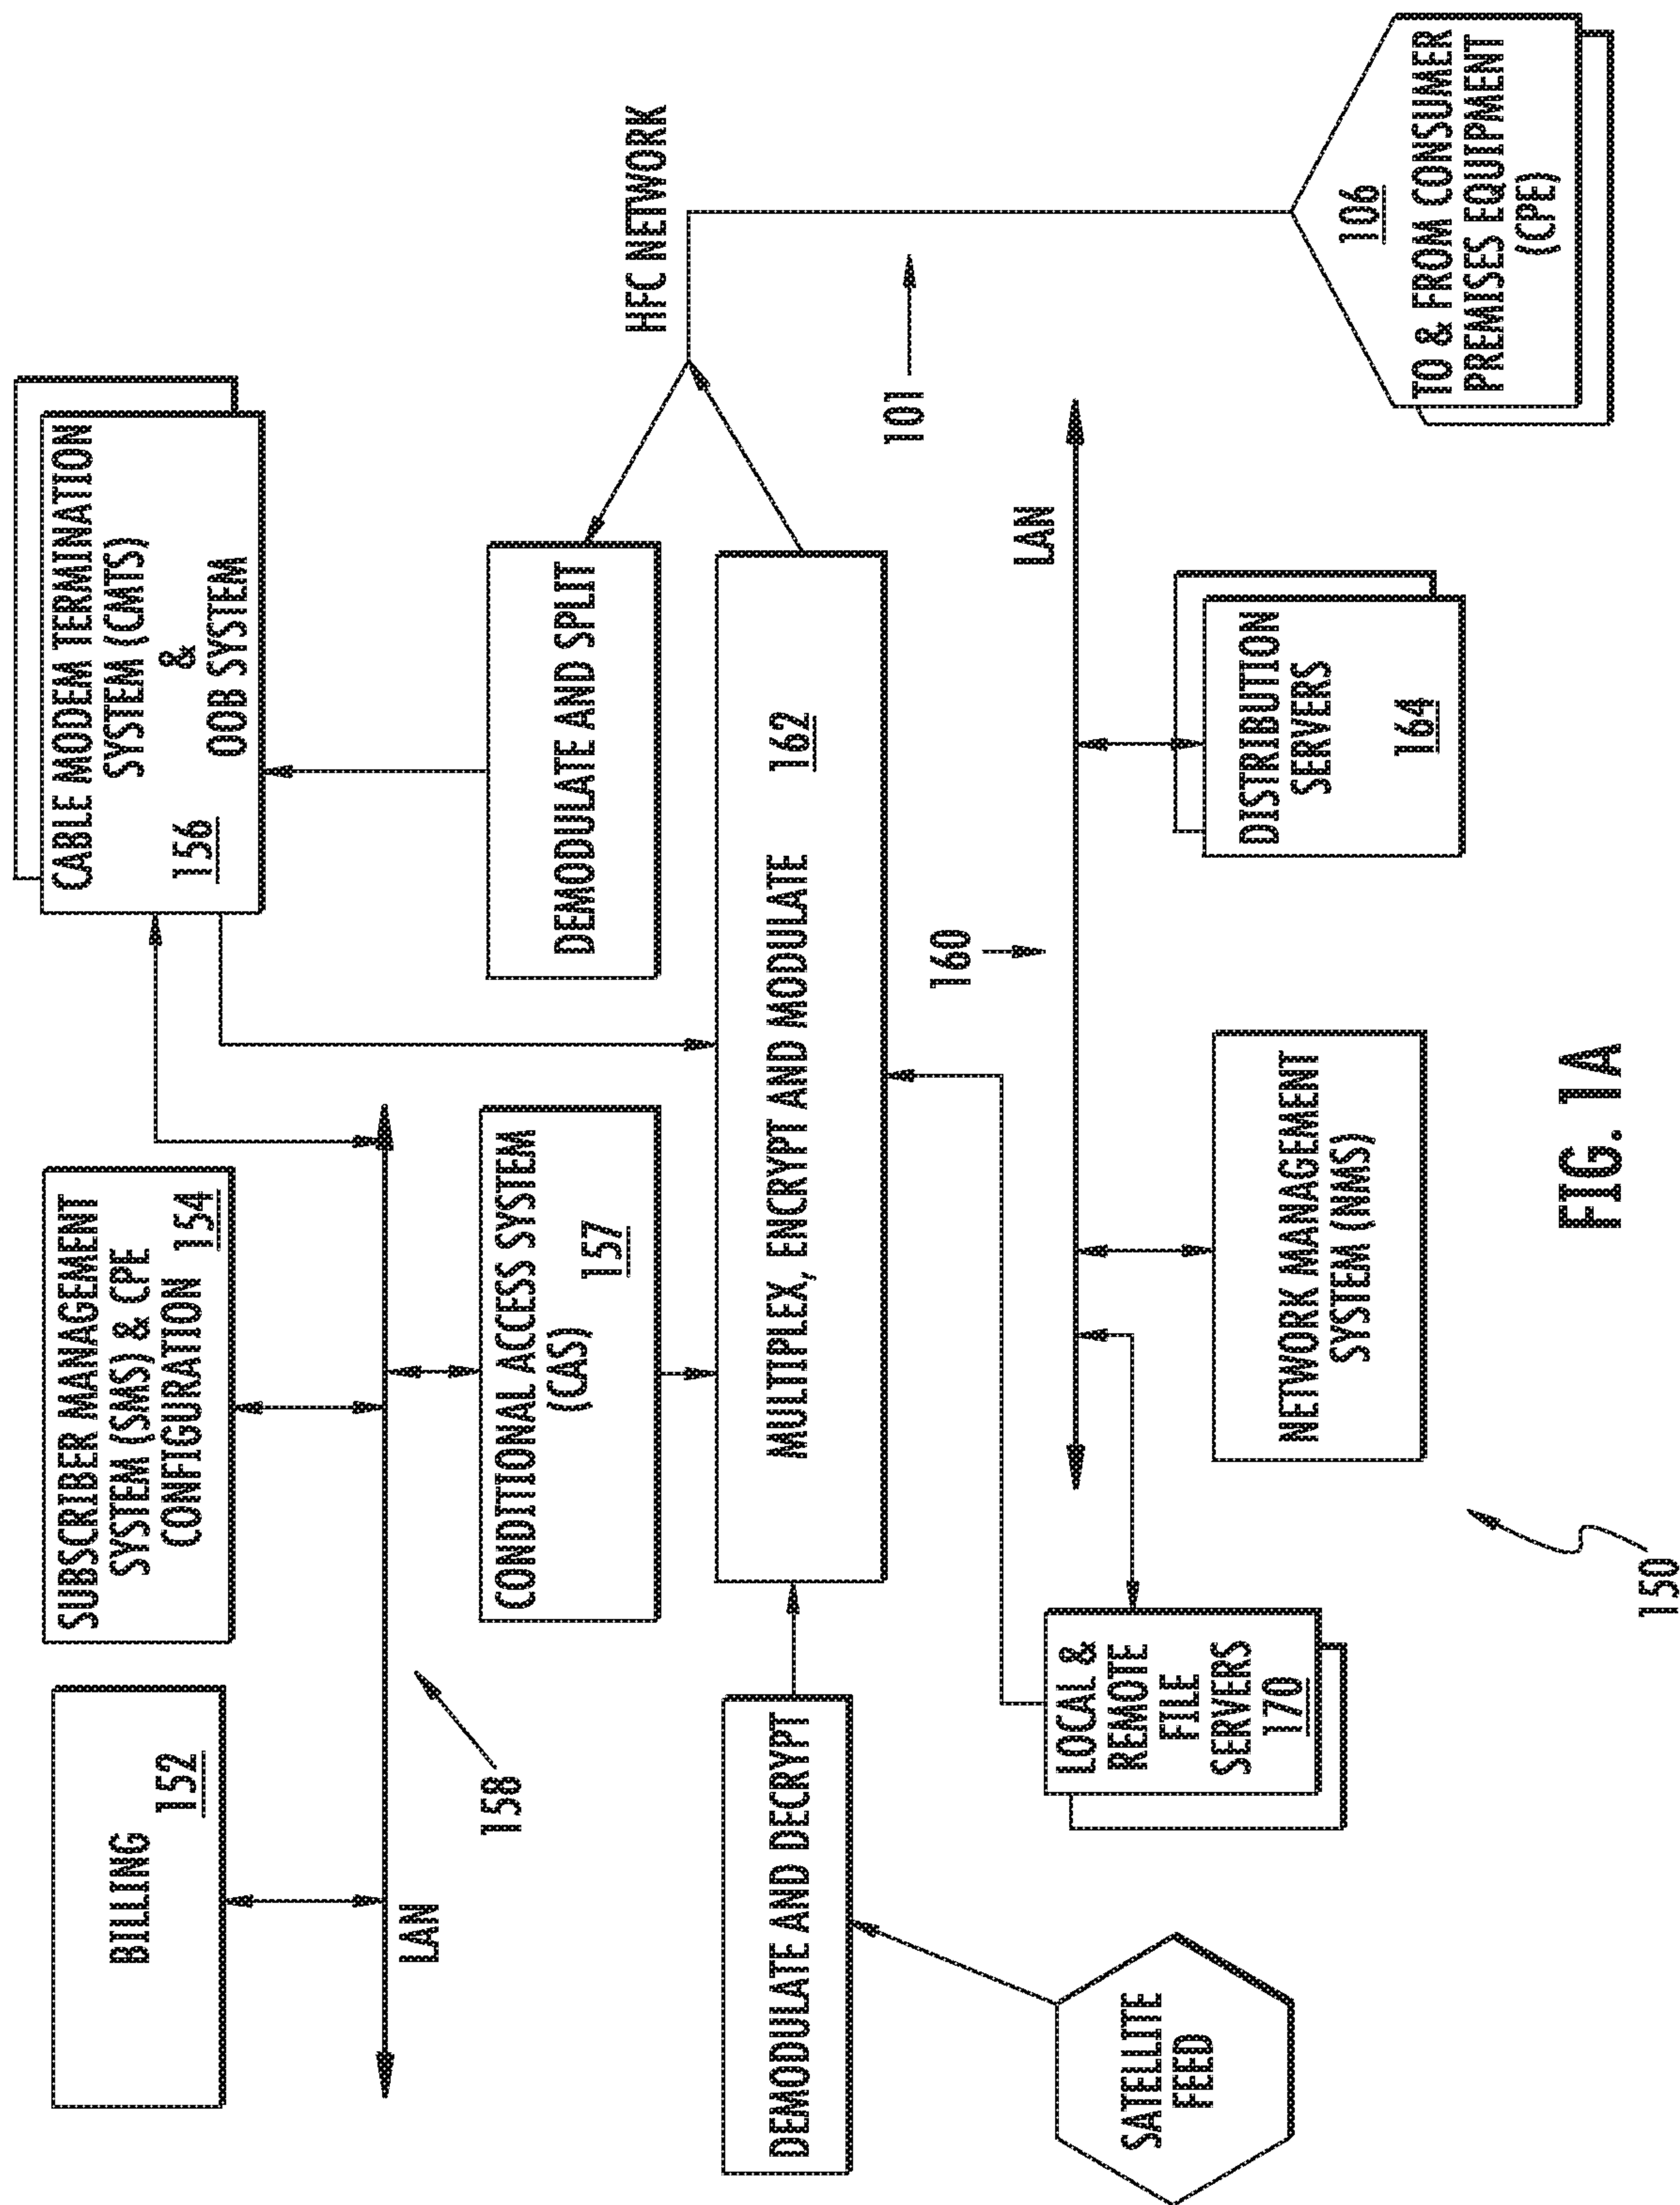 BILLING
152
SUBSCRIBER MANAGEMENT
SYSTEM (SMS) & CPE
CONFIGURATION 154
CABLE MODEM TERMINATION
SYSTEM (CMTS)
&
156
OOB SYSTEM
LAN
158
CONDITIONAL ACCESS SYSTEM
(CAS)
157
DEMODULATE AND SPLIT
HFC NETWORK
DEMODULATE AND DECRYPT
MULTIPLEX, ENCRYPT AND MODULATE 162
101
160
LAN
SATELLITE
FEED
LOCAL &
REMOTE
FILE
SERVERS
170
NETWORK MANAGEMENT
SYSTEM (NMS)
DISTRIBUTION
SERVERS
164
106
TO & FROM CONSUMER
PREMISES EQUIPMENT
(CPE)
150
FIG. 1A